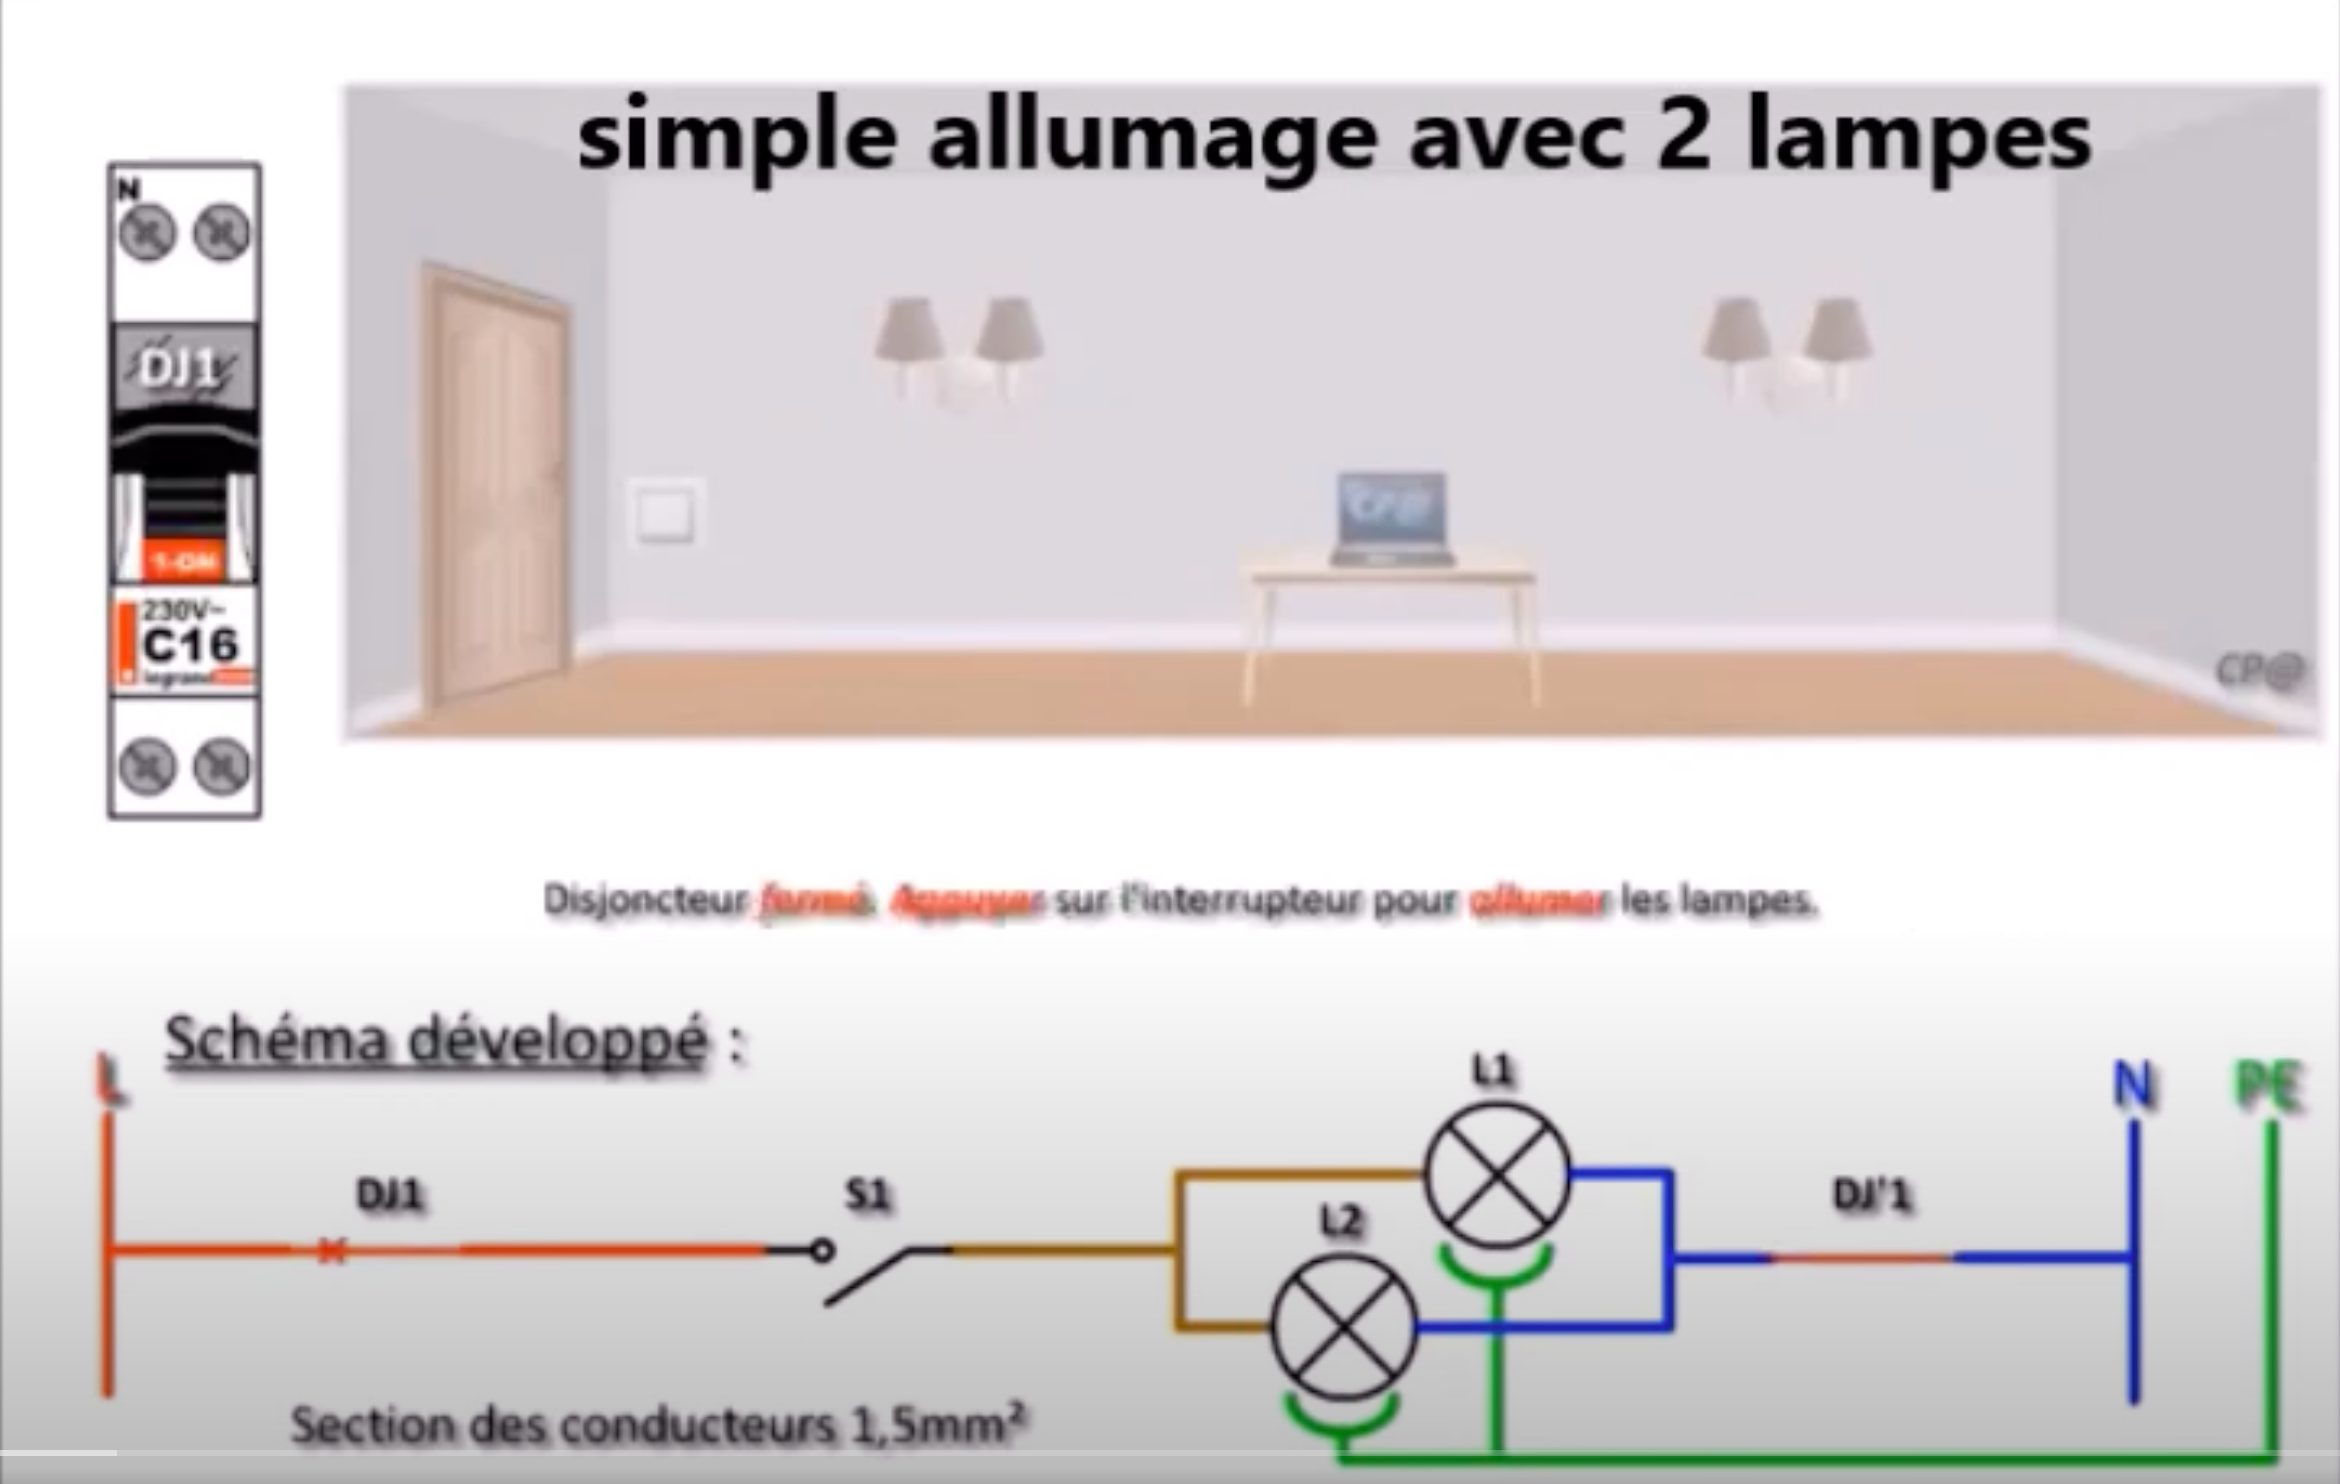 simple allumage avec 2 lampes
N
DJ1
1-ON
230V~
C16
legrand
CP@
CP@
Disjoncteur fermé. Appuyer sur l'interrupteur pour allumer les lampes.
Schéma développé :
L
L1
N
PE
DJ1
S1
L2
DJ'1
Section des conducteurs 1,5mm²